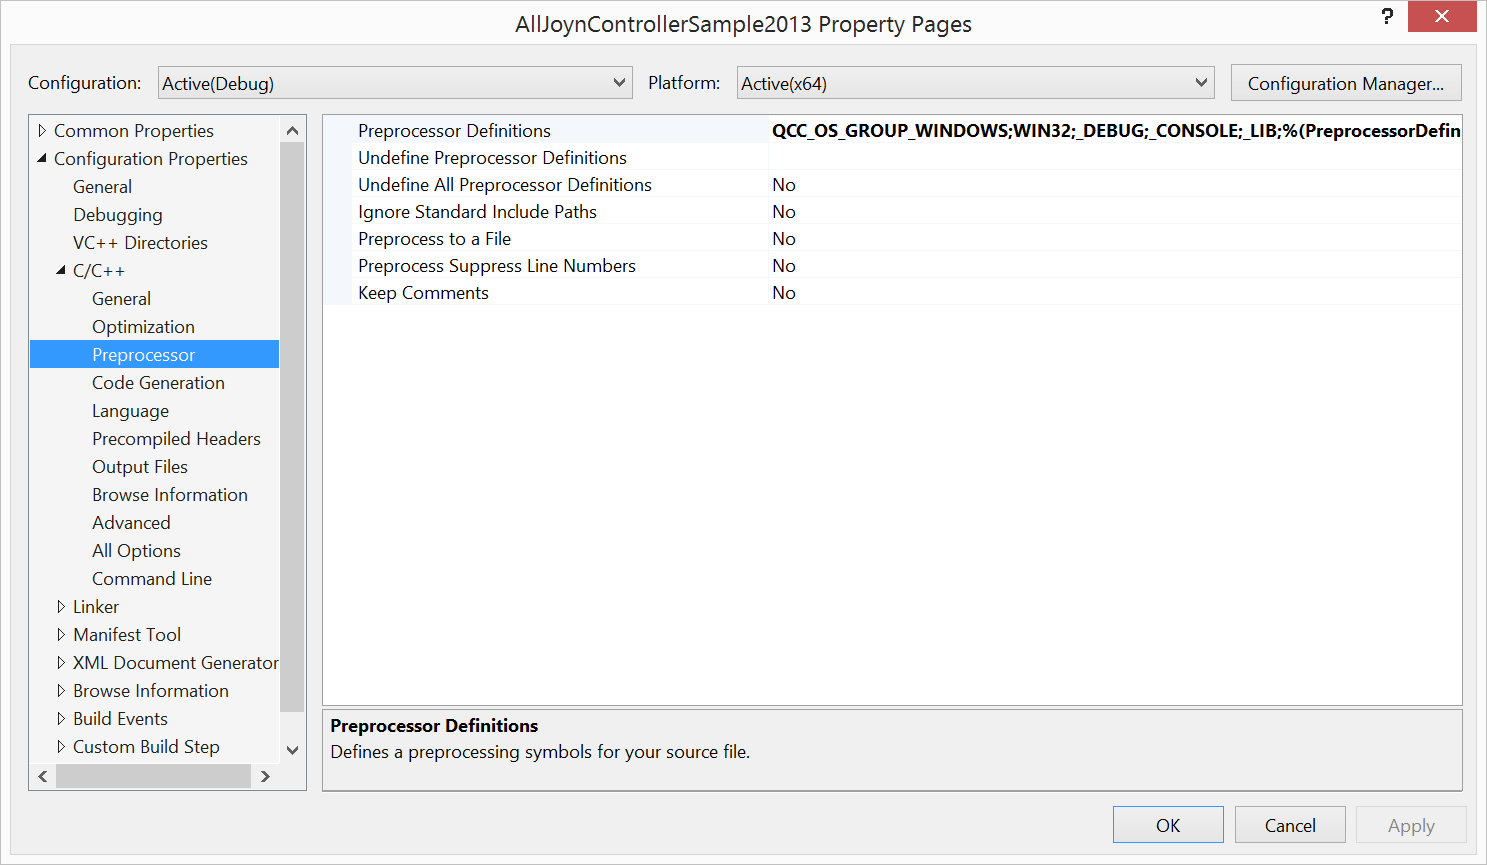 AllJoynControllerSample2013 Property Pages
?
Configuration: Active(Debug) Platform: Active(x64) Configuration Manager...
Common Properties
Configuration Properties
General
Debugging
VC++ Directories
C/C++
General
Optimization
Preprocessor
Code Generation
Language
Precompiled Headers
Output Files
Browse Information
Advanced
All Options
Command Line
Linker
Manifest Tool
XML Document Generator
Browse Information
Build Events
Custom Build Step
Preprocessor Definitions QCC_OS_GROUP_WINDOWS;WIN32;_DEBUG;_CONSOLE;_LIB;%(PreprocessorDefin
Undefine Preprocessor Definitions
Undefine All Preprocessor Definitions No
Ignore Standard Include Paths No
Preprocess to a File No
Preprocess Suppress Line Numbers No
Keep Comments No
Preprocessor Definitions
Defines a preprocessing symbols for your source file.
OK Cancel Apply